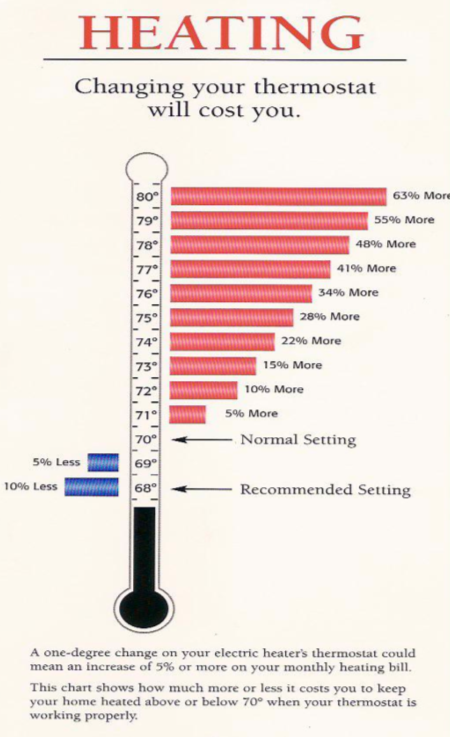 HEATING
Changing your thermostat
will cost you.
80° 63% More
79° 55% More
78° 48% More
77° 41% More
76° 34% More
75° 28% More
74° 22% More
73° 15% More
72° 10% More
71° 5% More
70° Normal Setting
5% Less 69°
10% Less 68° Recommended Setting
A one-degree change on your electric heater's thermostat could
mean an increase of 5% or more on your monthly heating bill.
This chart shows how much more or less it costs you to keep
your home heated above or below 70° when your thermostat is
working properly.